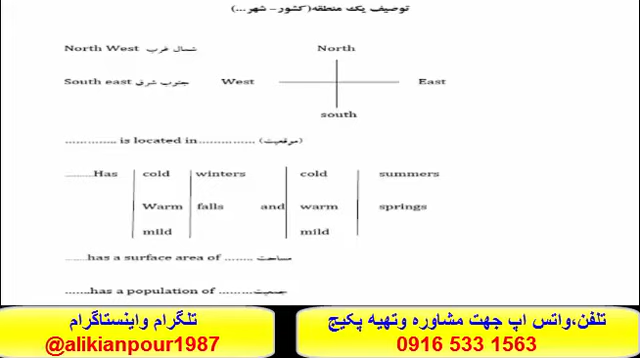 توصیف یک منطقه(کشور- شهر ...)
North West شمال غرب North
South east جنوب شرق West East
south
............. is located in.............. (موقعیت)
.......Has cold winters cold summers
Warm falls and warm springs
mild mild
......has a surface area of ....... مساحت
......has a population of .........جمعیت
تلگرام واینستاگرام
@alikianpour1987
تلفن،واتس اپ جهت مشاوره وتهیه پکیج
0916 533 1563